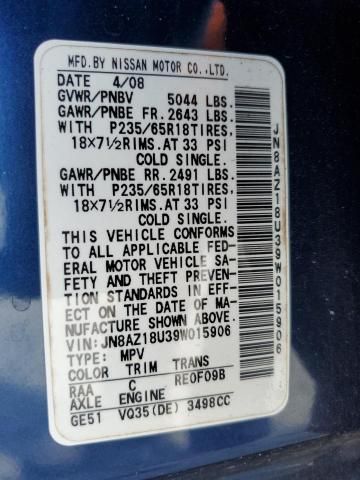 MFD.BY NISSAN MOTOR CO.,LTD.
DATE 4/08
GVWR/PNBV 5044 LBS.
GAWR/PNBE FR.2643 LBS.
WITH P235/65R18TIRES,
18×7½RIMS.AT 33 PSI
COLD SINGLE.
GAWR/PNBE RR.2491 LBS.
WITH P235/65R18TIRES,
18×7½RIMS.AT 33 PSI
COLD SINGLE.
THIS VEHICLE CONFORMS
TO ALL APPLICABLE FED-
ERAL MOTOR VEHICLE SA-
FETY AND THEFT PREVEN-
TION STANDARDS IN EFF-
ECT ON THE DATE OF MA-
NUFACTURE SHOWN ABOVE.
VIN:JN8AZ18U39W015906
TYPE: MPV
COLOR TRIM TRANS
RAA C RE0F09B
AXLE ENGINE
GE51 VQ35(DE) 3498CC
JN8AZ18U39W015906